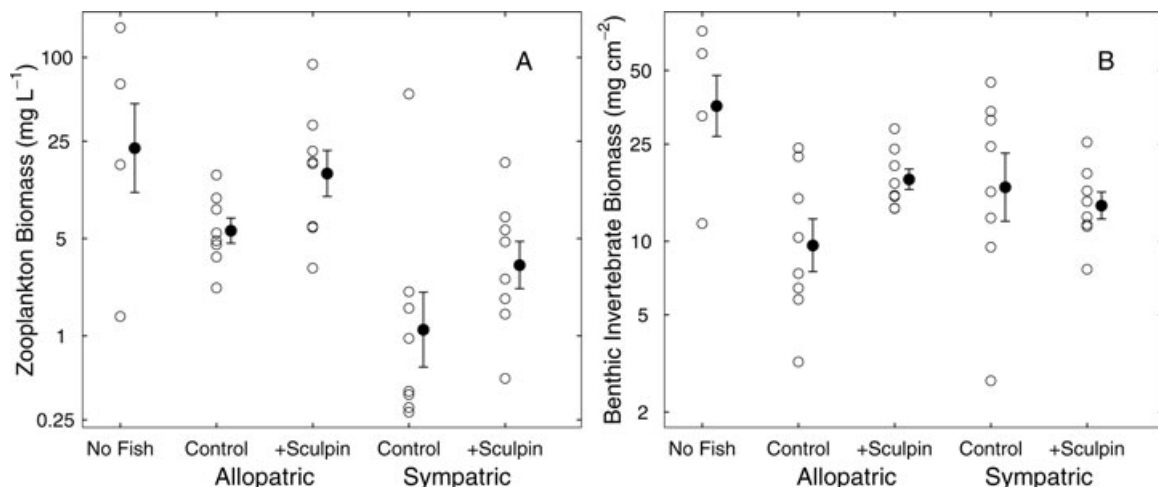 A
Zooplankton Biomass (mg L⁻¹)
100
25
5
1
0.25
No Fish Control +Sculpin Control +Sculpin
Allopatric Sympatric
B
Benthic Invertebrate Biomass (mg cm⁻²)
50
25
10
5
2
No Fish Control +Sculpin Control +Sculpin
Allopatric Sympatric